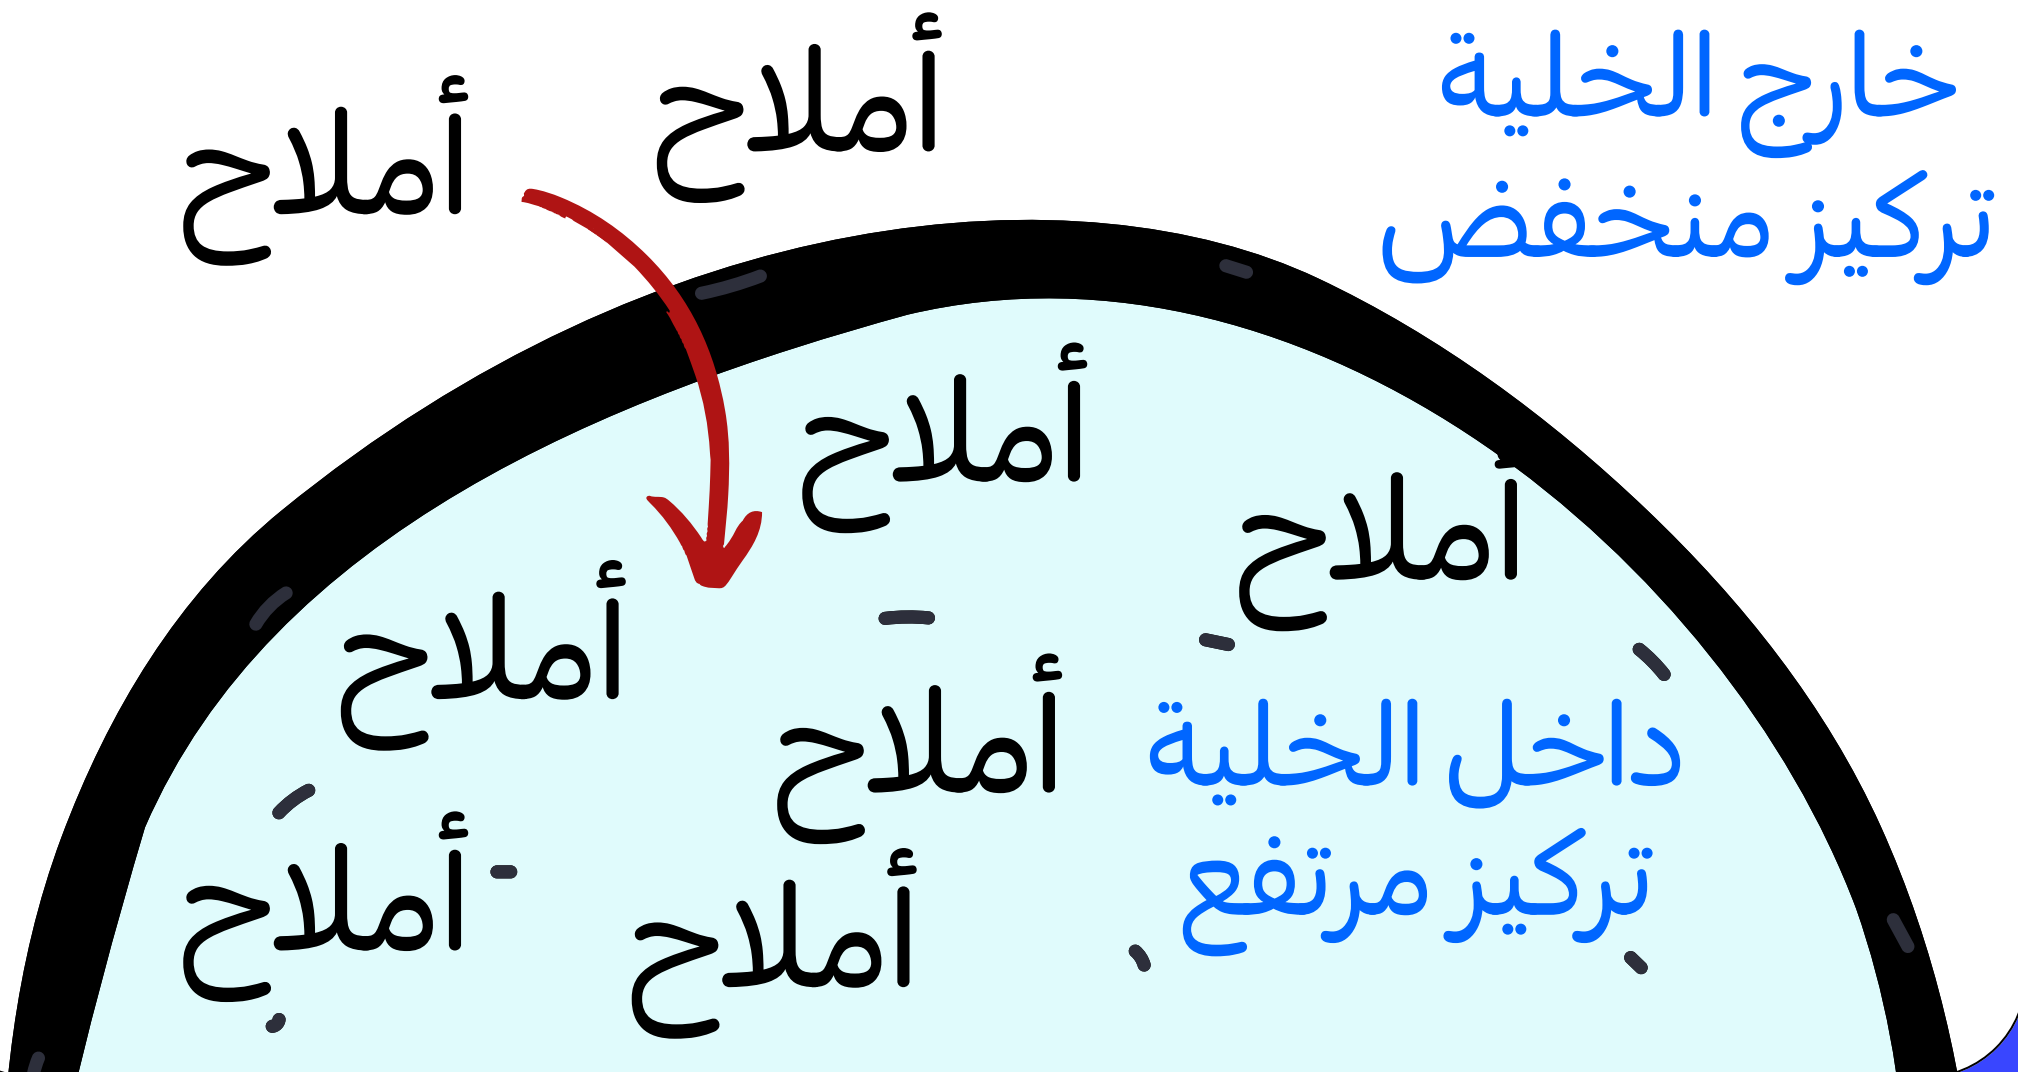 خارج الخلية
تركيز منخفض
أملاح
أملاح
أملاح
أملاح
أملاح
أملاح
داخل الخلية
تركيز مرتفع
أملاح
أملاح